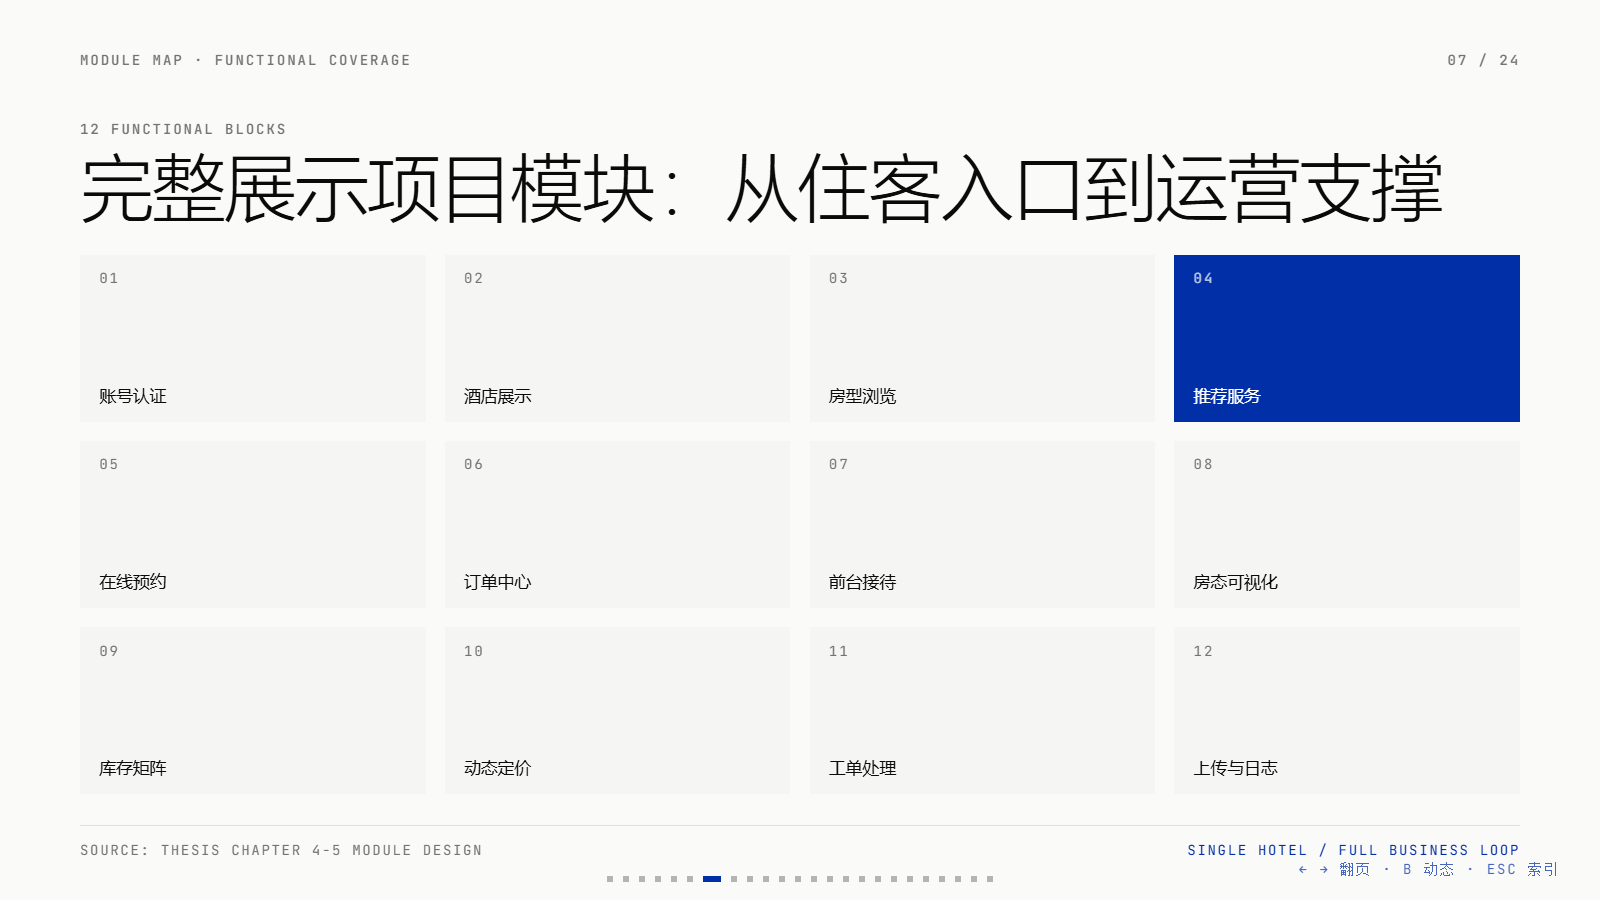 MODULE MAP · FUNCTIONAL COVERAGE
07 / 24
12 FUNCTIONAL BLOCKS
完整展示项目模块：从住客入口到运营支撑
01
账号认证
02
酒店展示
03
房型浏览
04
推荐服务
05
在线预约
06
订单中心
07
前台接待
08
房态可视化
09
库存矩阵
10
动态定价
11
工单处理
12
上传与日志
SOURCE: THESIS CHAPTER 4-5 MODULE DESIGN
SINGLE HOTEL / FULL BUSINESS LOOP
← → 翻页 · B 动态 · ESC 索引